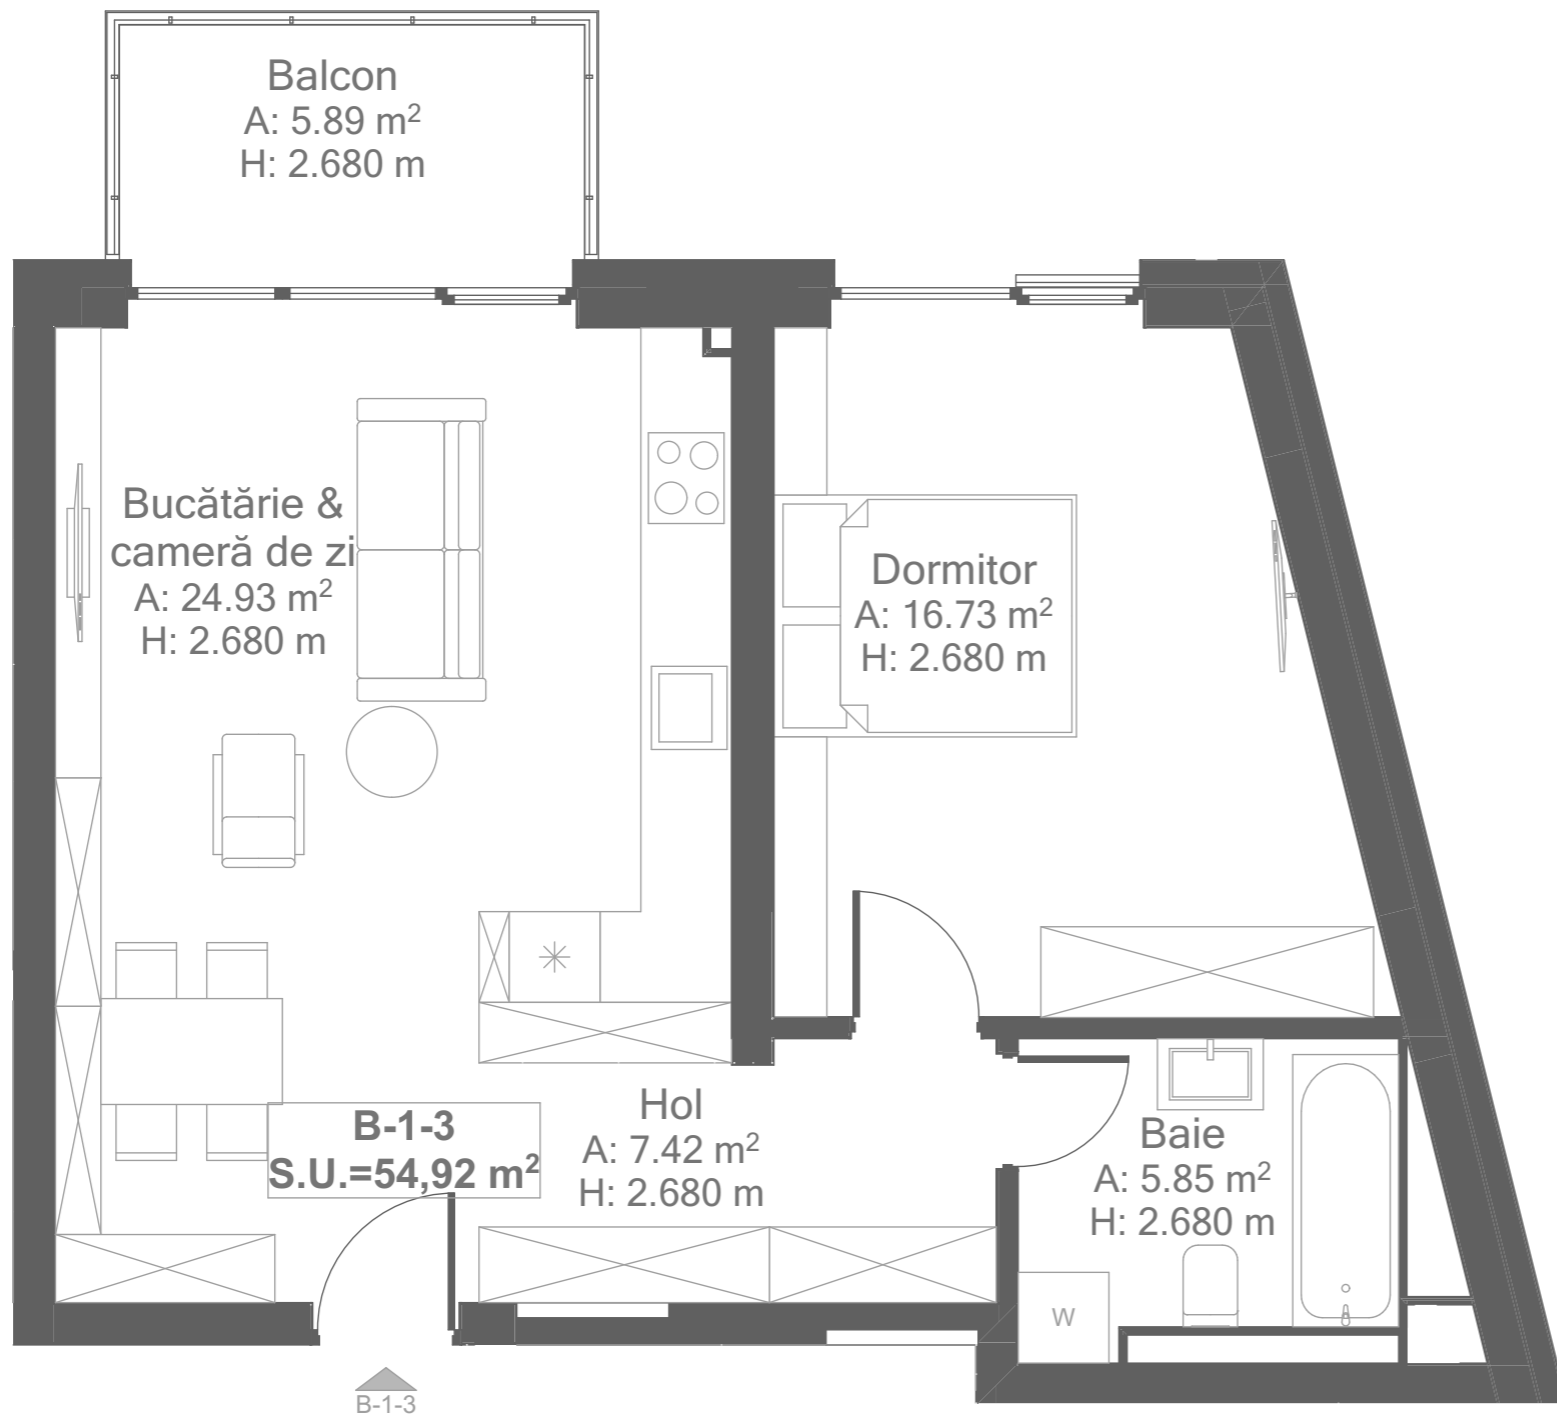 Balcon
A: 5.89 m²
H: 2.680 m
Bucătărie &
cameră de zi
A: 24.93 m²
H: 2.680 m
Dormitor
A: 16.73 m²
H: 2.680 m
B-1-3
S.U.=54,92 m²
Hol
A: 7.42 m²
H: 2.680 m
Baie
A: 5.85 m²
H: 2.680 m
W
B-1-3